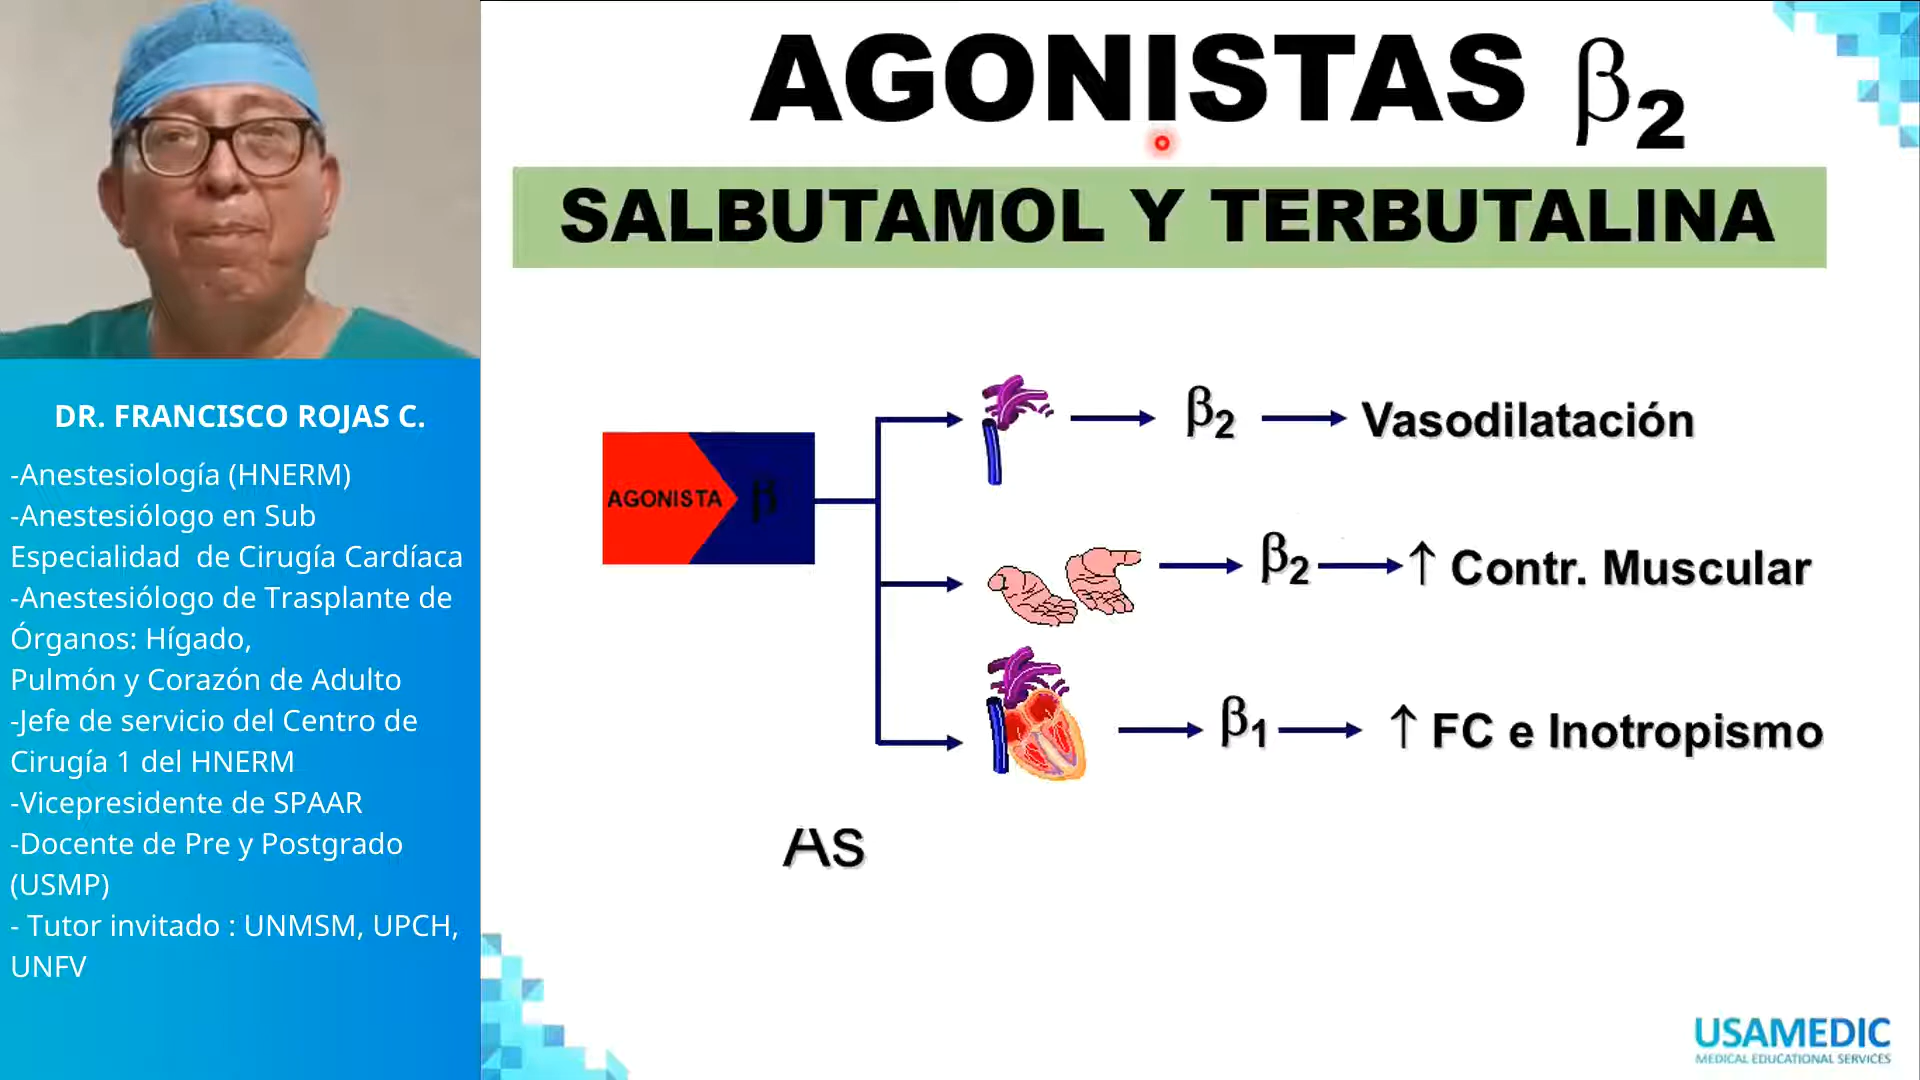 AGONISTAS β2
SALBUTAMOL Y TERBUTALINA
AGONISTA β
β2 Vasodilatación
β2 ↑ Contr. Muscular
β1 ↑ FC e Inotropismo
As
DR. FRANCISCO ROJAS C.
-Anestesiología (HNERM)
-Anestesiólogo en Sub
Especialidad de Cirugía Cardíaca
-Anestesiólogo de Trasplante de
Órganos: Hígado,
Pulmón y Corazón de Adulto
-Jefe de servicio del Centro de
Cirugía 1 del HNERM
-Vicepresidente de SPAAR
-Docente de Pre y Postgrado
(USMP)
- Tutor invitado : UNMSM, UPCH,
UNFV
USAMEDIC
MEDICAL EDUCATIONAL SERVICES